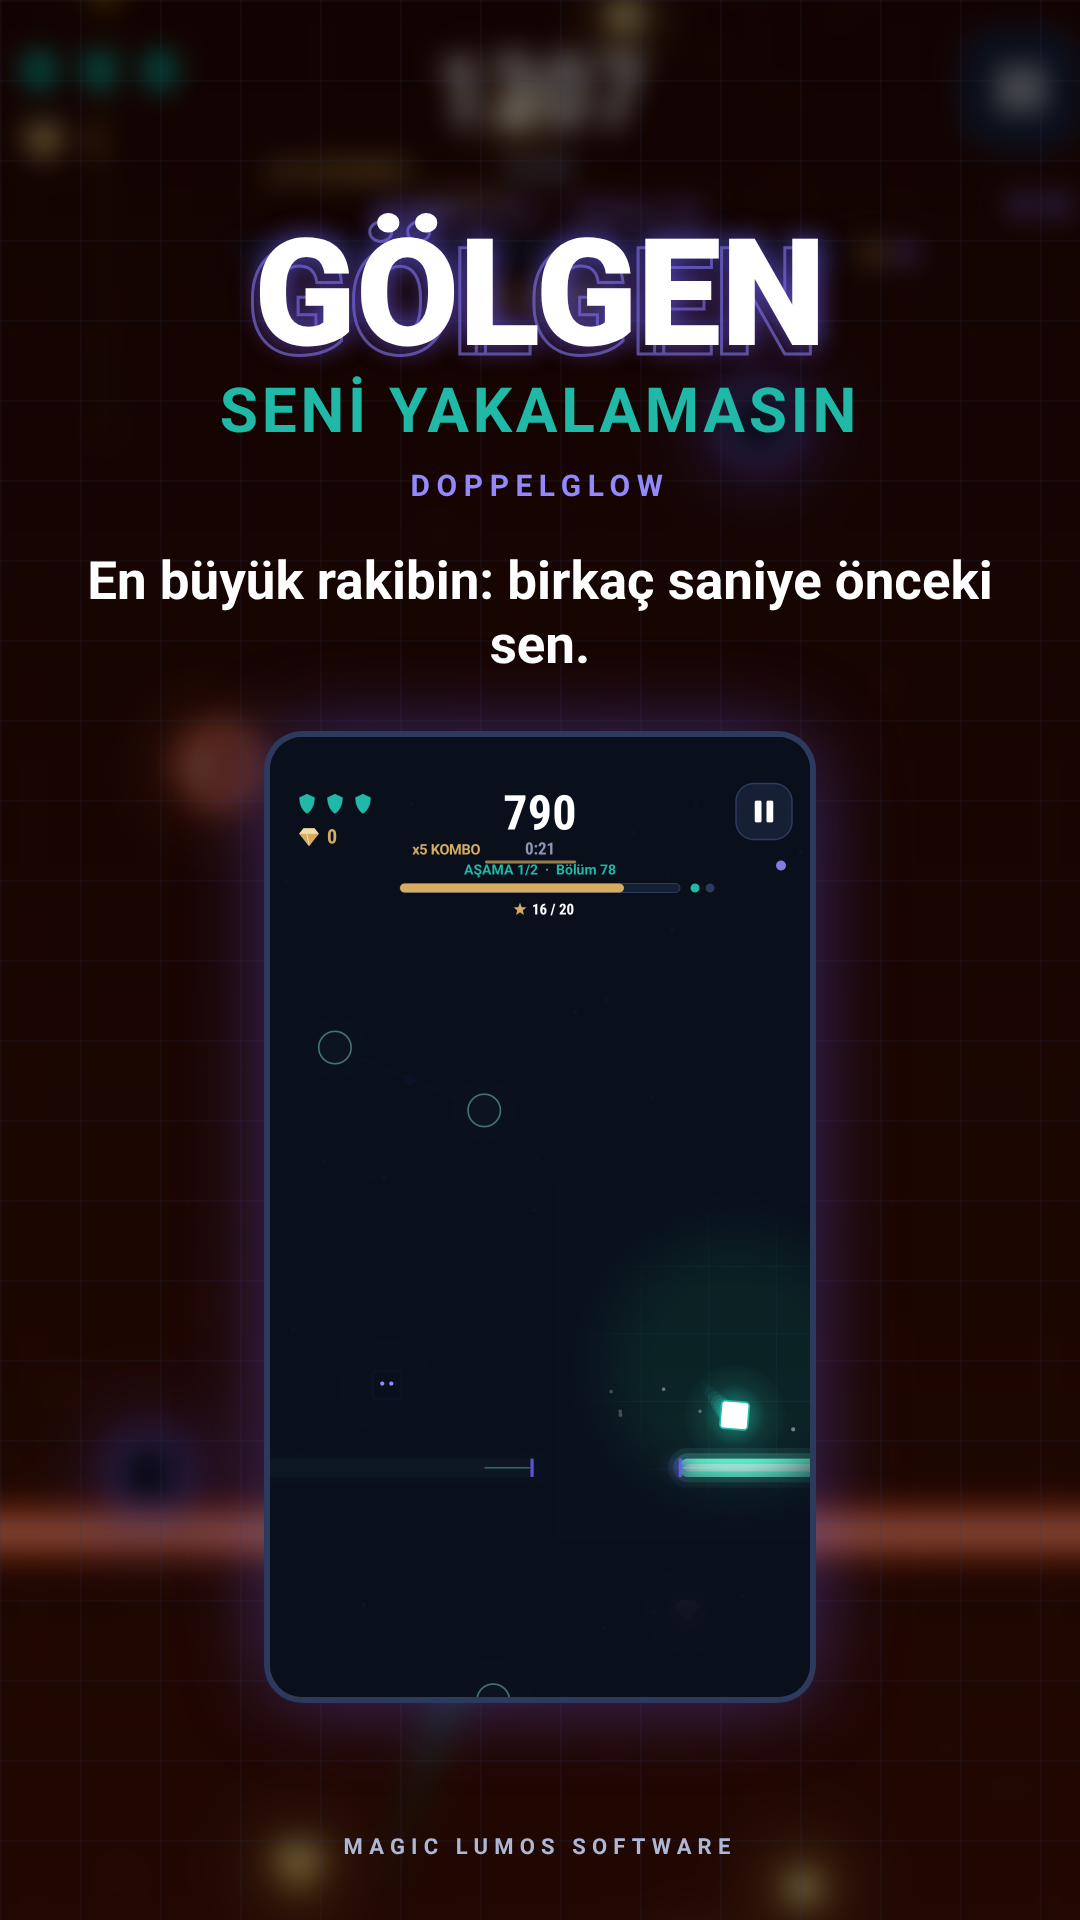 GÖLGEN
SENİ YAKALAMASIN
DOPPELGLOW
En büyük rakibin: birkaç saniye önceki
sen.
790
0
x5 KOMBO
0:21
AŞAMA 1/2 · Bölüm 78
16 / 20
MAGIC LUMOS SOFTWARE